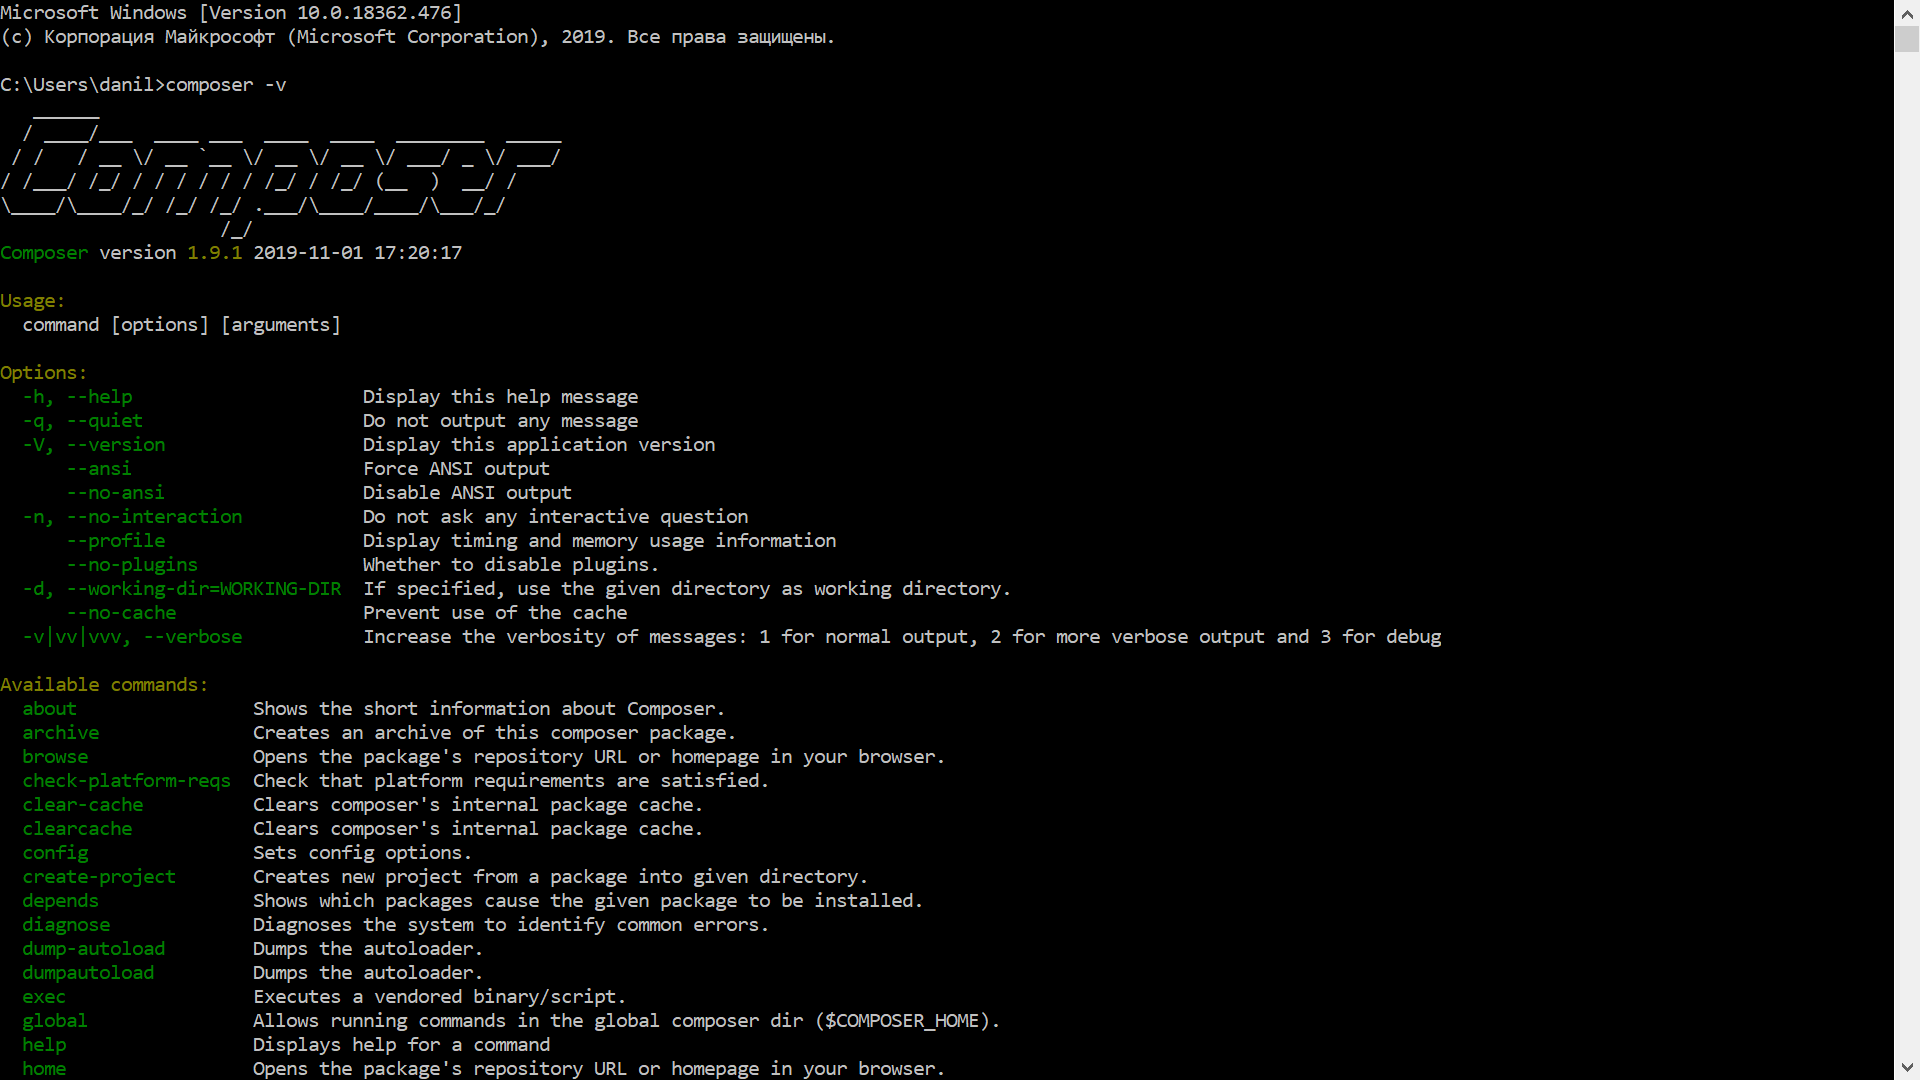 Microsoft Windows [Version 10.0.18362.476]
(c) Корпорация Майкрософт (Microsoft Corporation), 2019. Все права защищены.
C:\Users\danil>composer -v
Composer
Composer version 1.9.1 2019-11-01 17:20:17
Usage:
command [options] [arguments]
Options:
-h, --help Display this help message
-q, --quiet Do not output any message
-V, --version Display this application version
--ansi Force ANSI output
--no-ansi Disable ANSI output
-n, --no-interaction Do not ask any interactive question
--profile Display timing and memory usage information
--no-plugins Whether to disable plugins.
-d, --working-dir=WORKING-DIR If specified, use the given directory as working directory.
--no-cache Prevent use of the cache
-v|vv|vvv, --verbose Increase the verbosity of messages: 1 for normal output, 2 for more verbose output and 3 for debug
Available commands:
about Shows the short information about Composer.
archive Creates an archive of this composer package.
browse Opens the package's repository URL or homepage in your browser.
check-platform-reqs Check that platform requirements are satisfied.
clear-cache Clears composer's internal package cache.
clearcache Clears composer's internal package cache.
config Sets config options.
create-project Creates new project from a package into given directory.
depends Shows which packages cause the given package to be installed.
diagnose Diagnoses the system to identify common errors.
dump-autoload Dumps the autoloader.
dumpautoload Dumps the autoloader.
exec Executes a vendored binary/script.
global Allows running commands in the global composer dir ($COMPOSER_HOME).
help Displays help for a command
home Opens the package's repository URL or homepage in your browser.